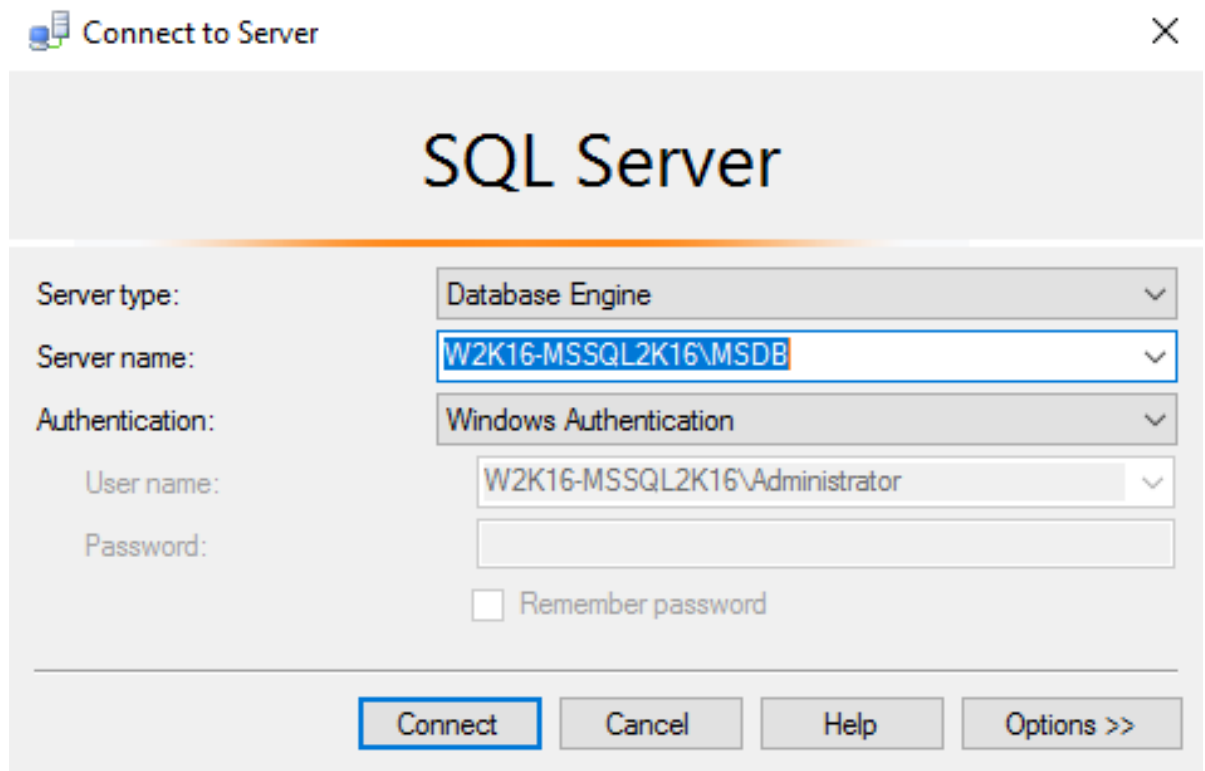 Connect to Server
SQL Server
Server type: Database Engine
Server name: W2K16-MSSQL2K16\MSDB
Authentication: Windows Authentication
User name: W2K16-MSSQL2K16\Administrator
Password:
Remember password
Connect Cancel Help Options >>